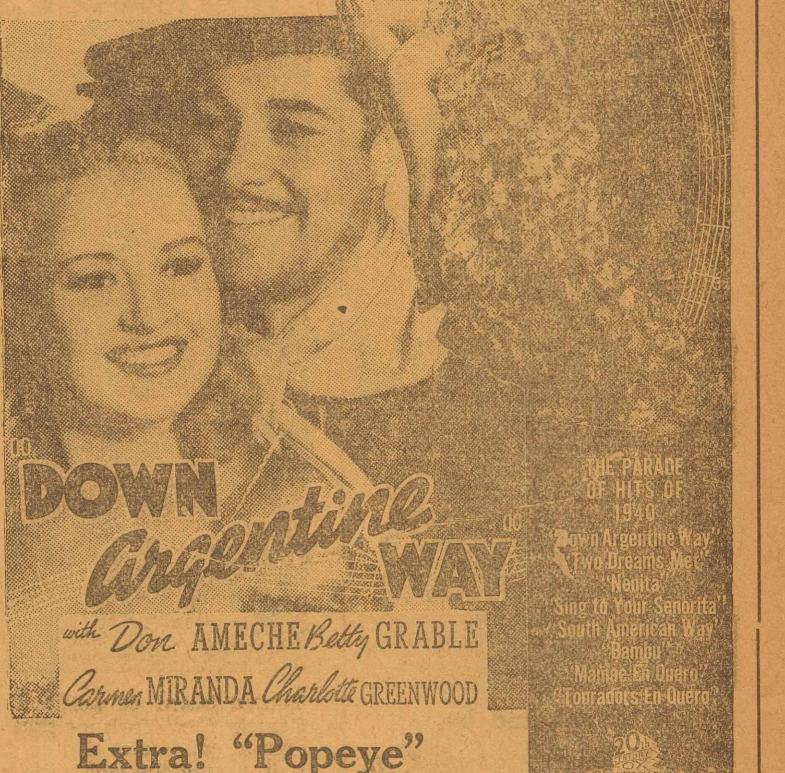 "DOWN
Argentine
WAY"
with Don AMECHE Betty GRABLE
Carmen MIRANDA Charlotte GREENWOOD
Extra! "Popeye"
THE PARADE
OF HITS OF
1940
"Down Argentine Way"
"Two Dreams Met"
"Nenita"
"Sing to Your Senorita"
"South American Way"
"Bambu"
"Mamae En Quero"
"Touradors En Quero"
20th